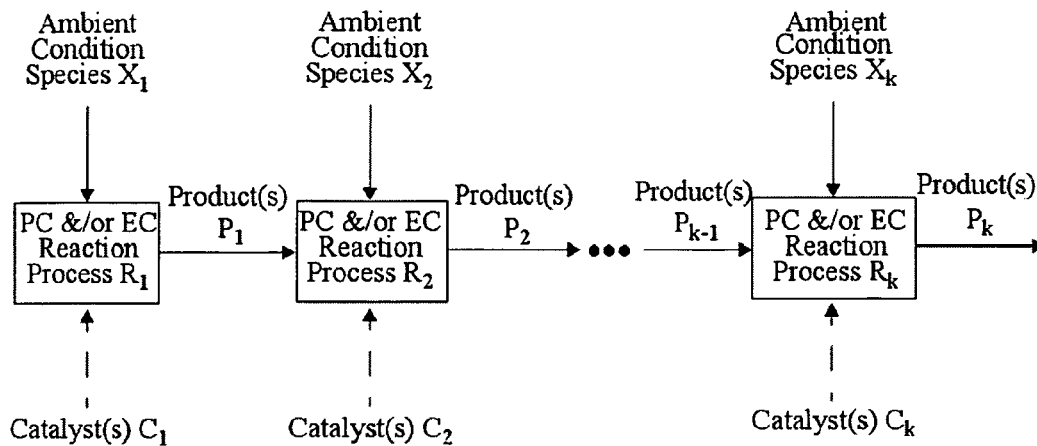 Ambient
Condition
Species X1
Ambient
Condition
Species X2
Ambient
Condition
Species Xk
PC &/or EC
Reaction
Process R1
Product(s)
P1
PC &/or EC
Reaction
Process R2
Product(s)
P2
Product(s)
Pk-1
PC &/or EC
Reaction
Process Rk
Product(s)
Pk
Catalyst(s) C1
Catalyst(s) C2
Catalyst(s) Ck